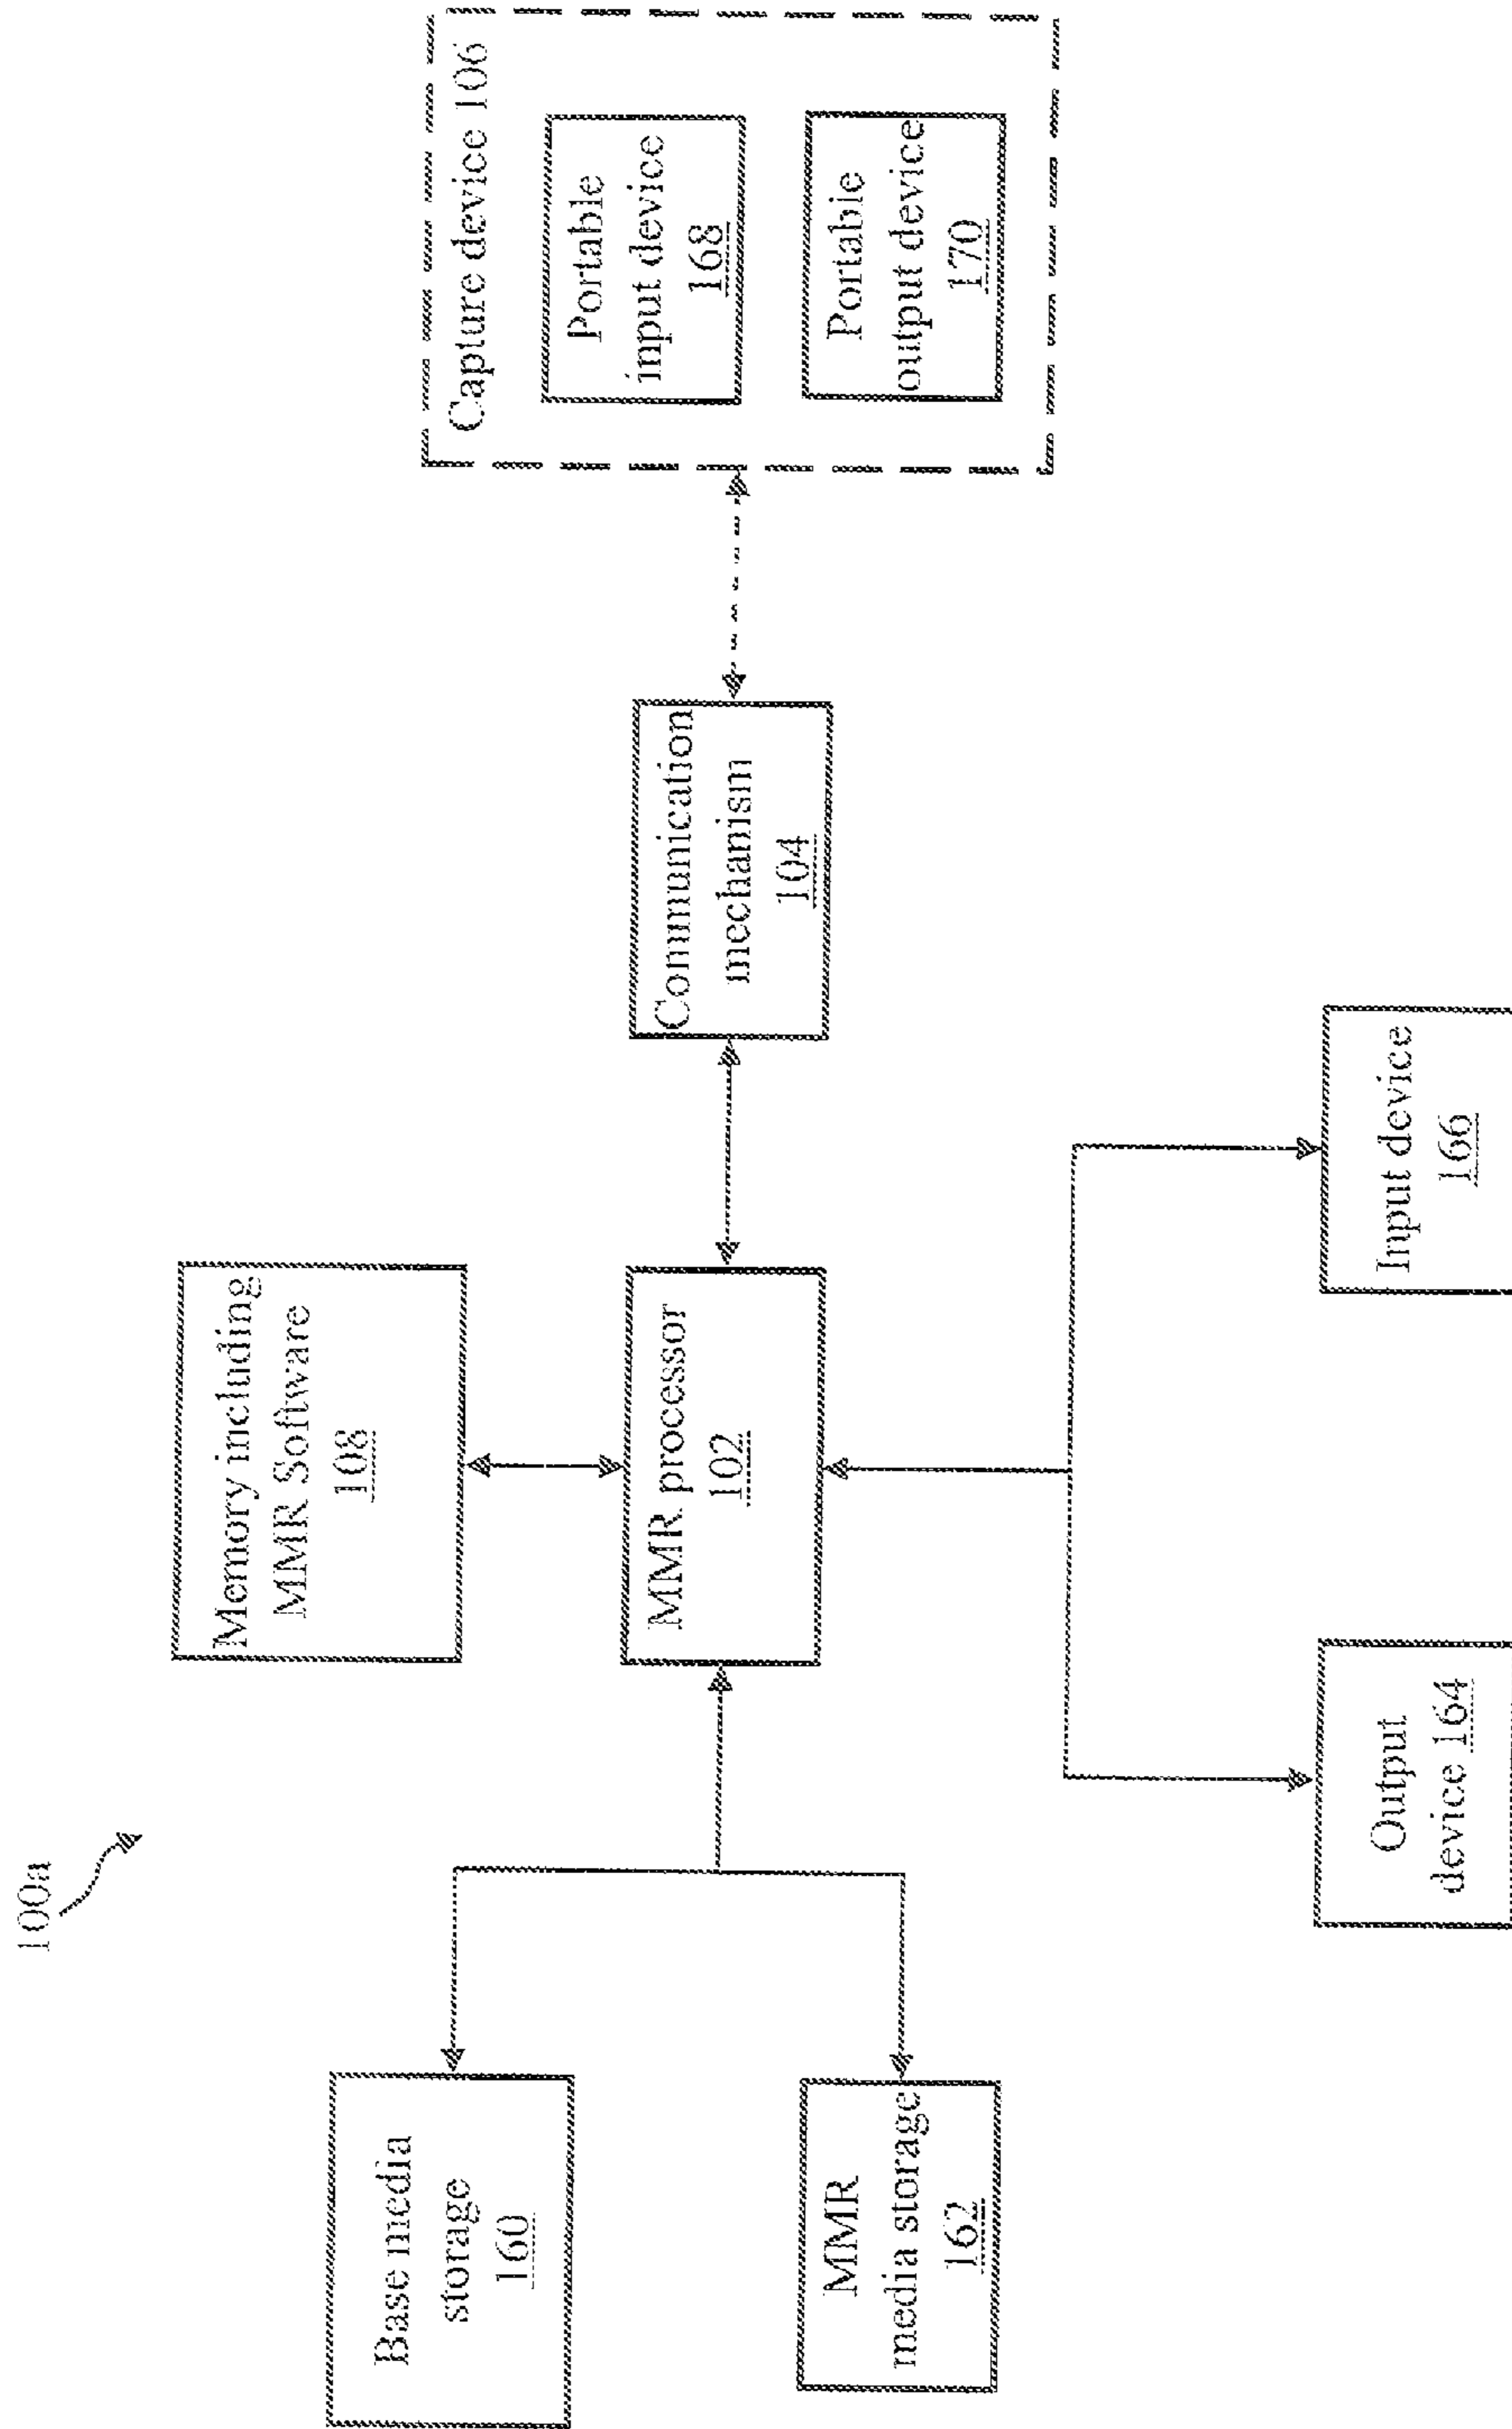 100a
Memory including
MMR Software
108
Base media
storage
160
MMR
media storage
162
MMR processor
102
Communication
mechanism
104
Capture device 106
Portable
input device
168
Portable
output device
170
Output
device 164
Input device
166